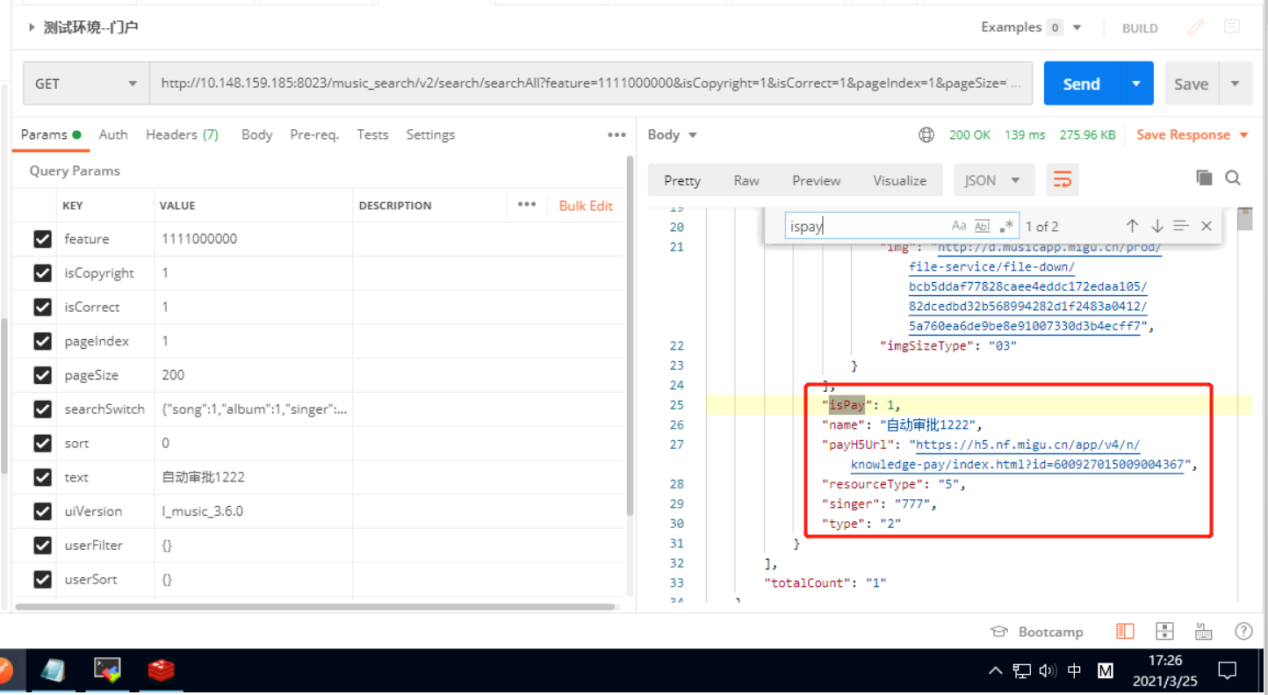 测试环境--门户
Examples 0
BUILD
GET
http://10.148.159.185:8023/music_search/v2/search/searchAll?feature=1111000000&isCopyright=1&isCorrect=1&pageIndex=1&pageSize= ...
Send
Save
Params Auth Headers (7) Body Pre-req. Tests Settings
Body
200 OK 139 ms 275.96 KB Save Response
Query Params
KEY VALUE DESCRIPTION ••• Bulk Edit
feature 1111000000
isCopyright 1
isCorrect 1
pageIndex 1
pageSize 200
searchSwitch {"song":1,"album":1,"singer":...
sort 0
text 自动审批1222
uiVersion I_music_3.6.0
userFilter {}
userSort {}
Pretty Raw Preview Visualize JSON
ispay Aa Abl .* 1 of 2
19
20
21 "img": "http://d.musicapp.migu.cn/prod/
file-service/file-down/
bcb5ddaf77828caee4eddc172edaa105/
82dcedbd32b568994282d1f2483a0412/
5a760ea6de9be8e91007330d3b4ecff7",
22 "imgSizeType": "03"
23 }
24 ],
25 "isPay": 1,
26 "name": "自动审批1222",
27 "payH5Url": "https://h5.nf.migu.cn/app/v4/n/
knowledge-pay/index.html?id=600927015009004367",
28 "resourceType": "5",
29 "singer": "777",
30 "type": "2"
31 }
32 ],
33 "totalCount": "1"
34 }
Bootcamp
中 M 17:26
2021/3/25